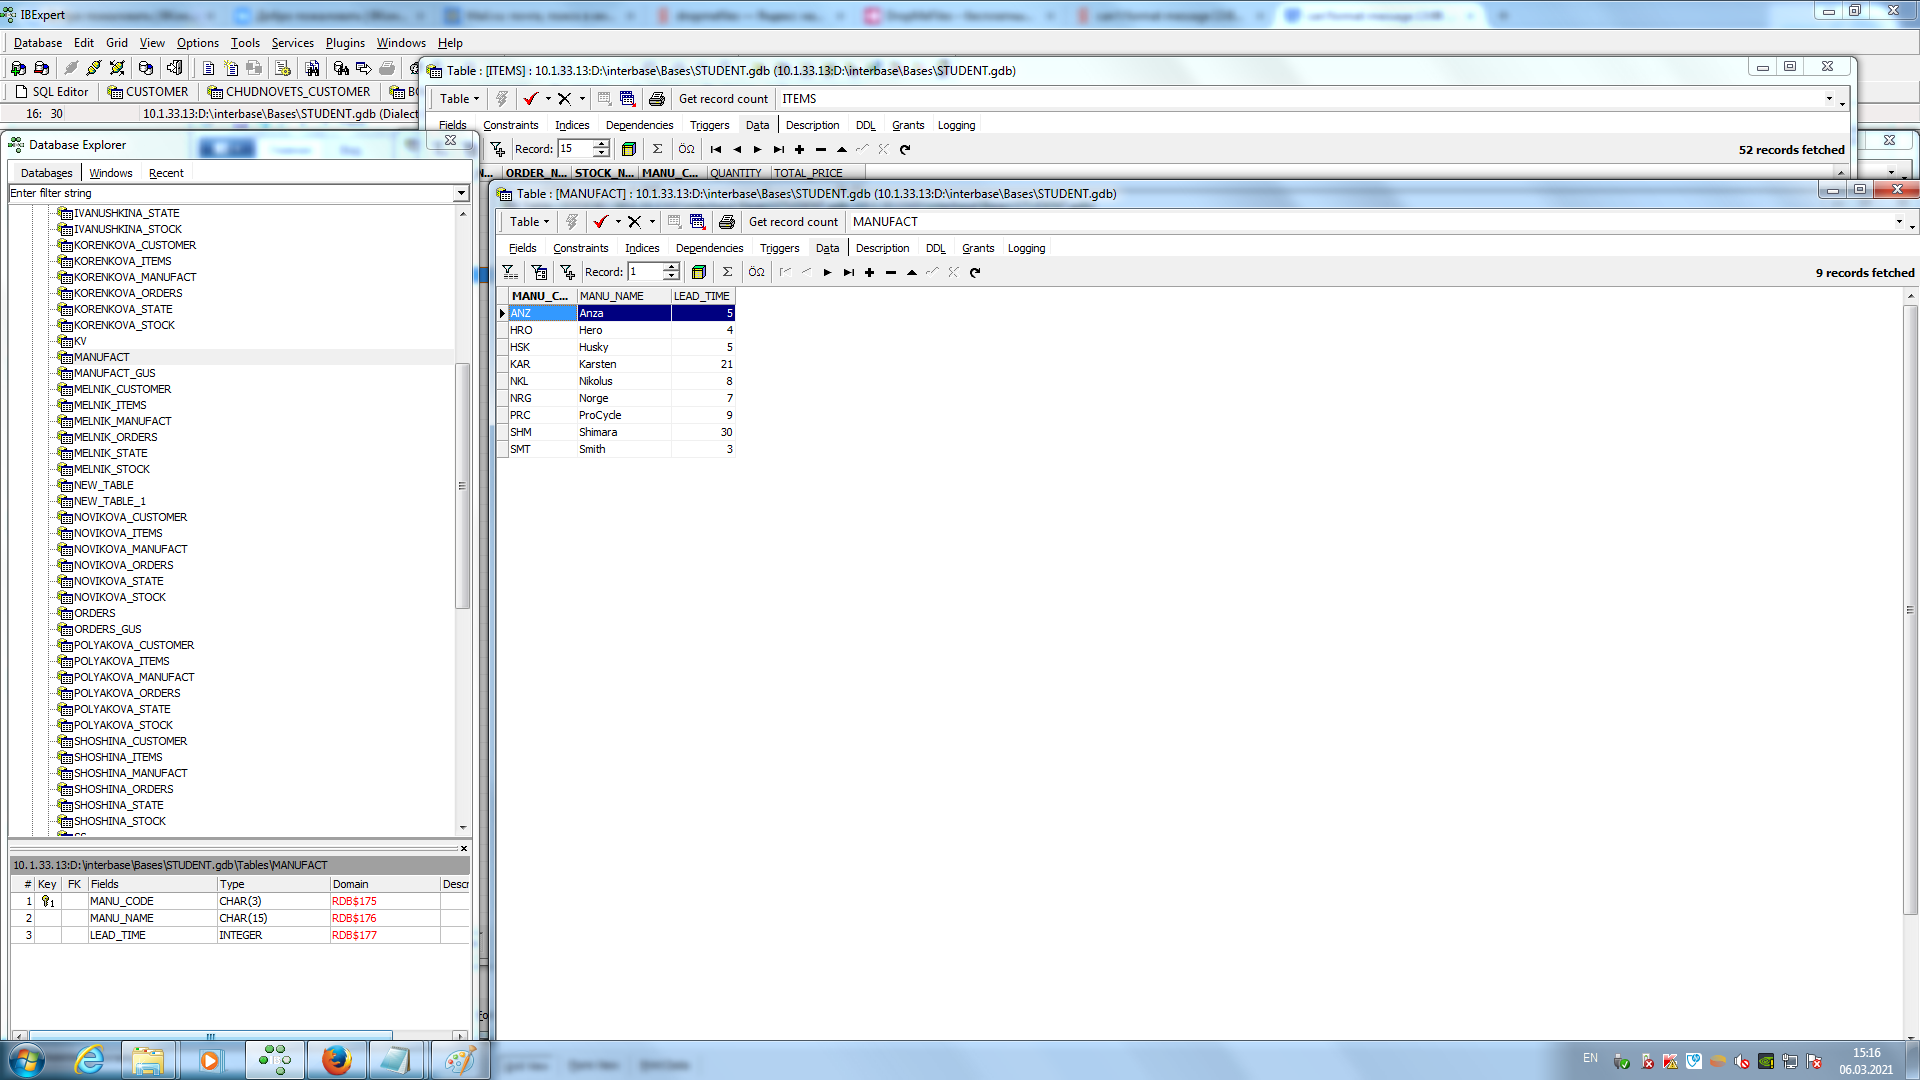 IBExpert
Database Edit Grid View Options Tools Services Plugins Windows Help
SQL Editor CUSTOMER CHUDNOVETS_CUSTOMER
16: 30 10.1.33.13:D:\interbase\Bases\STUDENT.gdb (Dialect
Table : [ITEMS] : 10.1.33.13:D:\interbase\Bases\STUDENT.gdb (10.1.33.13:D:\interbase\Bases\STUDENT.gdb)
Table Get record count ITEMS
Fields Constraints Indices Dependencies Triggers Data Description DDL Grants Logging
Record: 15 Σ ÖΩ 52 records fetched
N... ORDER_N... STOCK_N... MANU_C... QUANTITY TOTAL_PRICE
Database Explorer
Databases Windows Recent
Enter filter string
IVANUSHKINA_STATE
IVANUSHKINA_STOCK
KORENKOVA_CUSTOMER
KORENKOVA_ITEMS
KORENKOVA_MANUFACT
KORENKOVA_ORDERS
KORENKOVA_STATE
KORENKOVA_STOCK
KV
MANUFACT
MANUFACT_GUS
MELNIK_CUSTOMER
MELNIK_ITEMS
MELNIK_MANUFACT
MELNIK_ORDERS
MELNIK_STATE
MELNIK_STOCK
NEW_TABLE
NEW_TABLE_1
NOVIKOVA_CUSTOMER
NOVIKOVA_ITEMS
NOVIKOVA_MANUFACT
NOVIKOVA_ORDERS
NOVIKOVA_STATE
NOVIKOVA_STOCK
ORDERS
ORDERS_GUS
POLYAKOVA_CUSTOMER
POLYAKOVA_ITEMS
POLYAKOVA_MANUFACT
POLYAKOVA_ORDERS
POLYAKOVA_STATE
POLYAKOVA_STOCK
SHOSHINA_CUSTOMER
SHOSHINA_ITEMS
SHOSHINA_MANUFACT
SHOSHINA_ORDERS
SHOSHINA_STATE
SHOSHINA_STOCK
10.1.33.13:D:\interbase\Bases\STUDENT.gdb\Tables\MANUFACT
# Key FK Fields Type Domain Descr
1 1 MANU_CODE CHAR(3) RDB$175
2 MANU_NAME CHAR(15) RDB$176
3 LEAD_TIME INTEGER RDB$177
Table : [MANUFACT] : 10.1.33.13:D:\interbase\Bases\STUDENT.gdb (10.1.33.13:D:\interbase\Bases\STUDENT.gdb)
Table Get record count MANUFACT
Fields Constraints Indices Dependencies Triggers Data Description DDL Grants Logging
Record: 1 Σ ÖΩ 9 records fetched
MANU_C... MANU_NAME LEAD_TIME
ANZ Anza 5
HRO Hero 4
HSK Husky 5
KAR Karsten 21
NKL Nikolus 8
NRG Norge 7
PRC ProCycle 9
SHM Shimara 30
SMT Smith 3
EN 15:16
06.03.2021